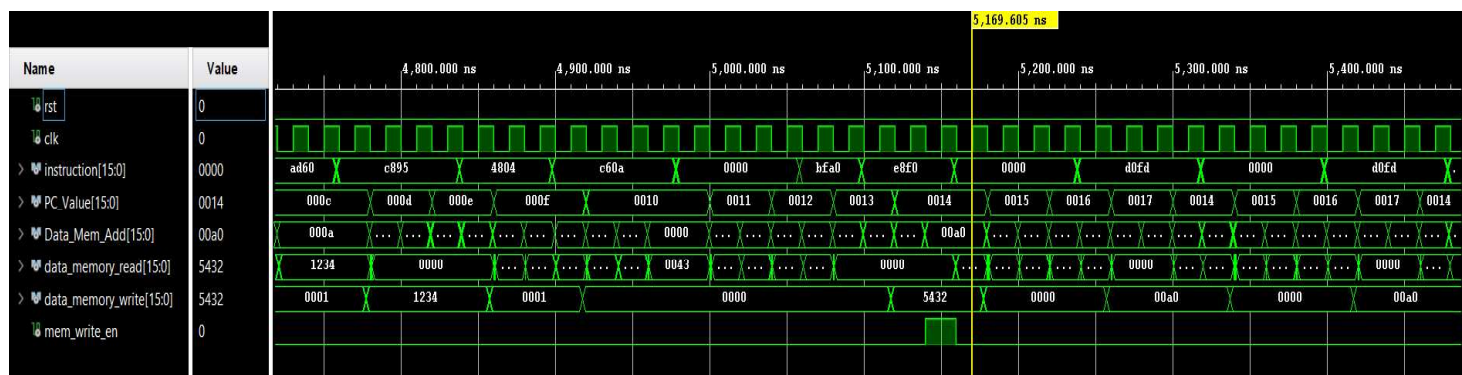 5,169.605 ns
Name Value 4,800.000 ns 4,900.000 ns 5,000.000 ns 5,100.000 ns 5,200.000 ns 5,300.000 ns 5,400.000 ns
rst 0
clk 0
instruction[15:0] 0000 ad60 c895 4804 c60a 0000 bfa0 e8f0 0000 d0fd 0000 d0fd
PC_Value[15:0] 0014 000c 000d 000e 000f 0010 0011 0012 0013 0014 0015 0016 0017 0014 0015 0016 0017 0014
Data_Mem_Add[15:0] 00a0 000a ... ... ... ... ... ... ... ... ... 0000 ... ... ... ... ... ... ... 00a0 ... ... ... ... ... ... ... ... ... ... ... ... ... ... ...
data_memory_read[15:0] 5432 1234 0000 ... ... ... ... ... 0043 ... ... ... ... 0000 ... ... ... ... ... 0000 ... ... ... ... ... 0000 ...
data_memory_write[15:0] 5432 0001 1234 0001 0000 5432 0000 00a0 0000 00a0
mem_write_en 0